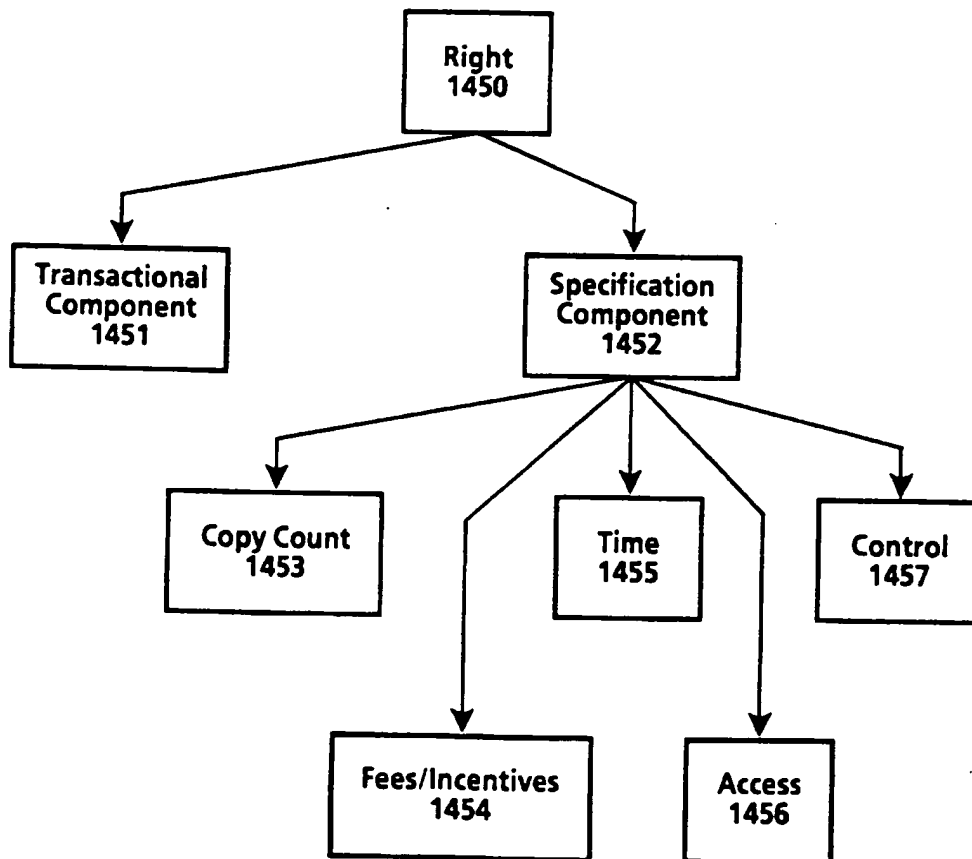 Right
1450
Transactional
Component
1451
Specification
Component
1452
Copy Count
1453
Time
1455
Control
1457
Fees/Incentives
1454
Access
1456